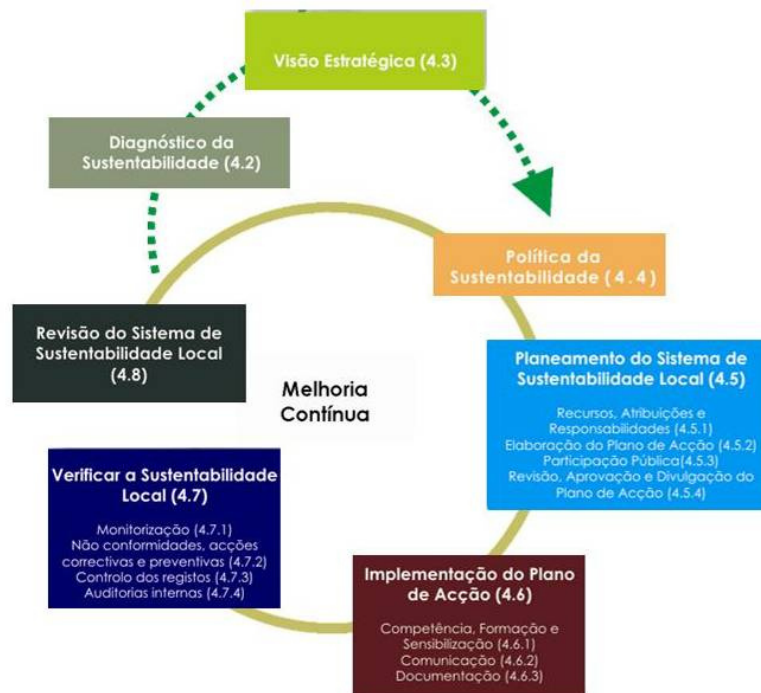 Visão Estratégica (4.3)
Diagnóstico da
Sustentabilidade (4.2)
Política da
Sustentabilidade (4.4)
Revisão do Sistema de
Sustentabilidade Local
(4.8)
Planeamento do Sistema de
Sustentabilidade Local (4.5)
Recursos, Atribuições e
Responsabilidades (4.5.1)
Elaboração do Plano de Acção (4.5.2)
Participação Pública(4.5.3)
Revisão, Aprovação e Divulgação do
Plano de Acção (4.5.4)
Melhoria
Contínua
Verificar a Sustentabilidade
Local (4.7)
Monitorização (4.7.1)
Não conformidades, acções
correctivas e preventivas (4.7.2)
Controlo dos registos (4.7.3)
Auditorias internas (4.7.4)
Implementação do Plano
de Acção (4.6)
Competência, Formação e
Sensibilização (4.6.1)
Comunicação (4.6.2)
Documentação (4.6.3)